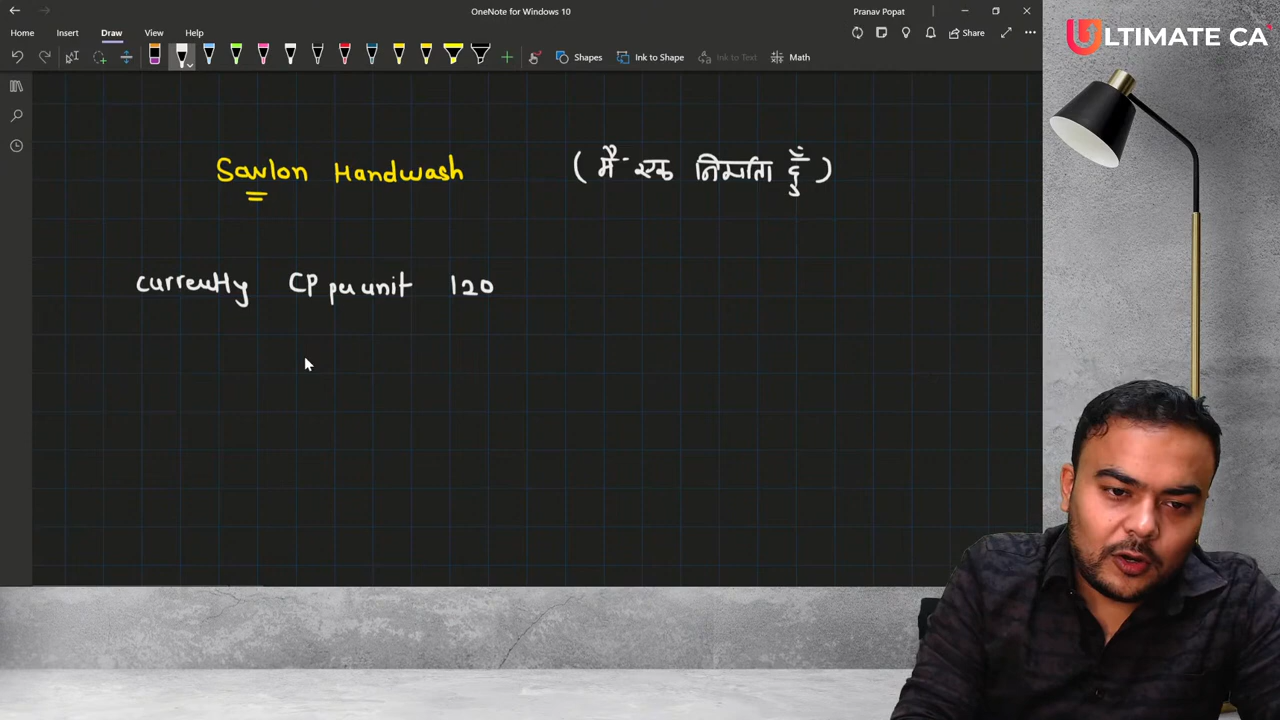 OneNote for Windows 10
Pranav Popat
Home Insert Draw View Help
Share
Shapes Ink to Shape Ink to Text Math
ULTIMATE CA
Savlon Handwash (मैं एक निर्माता हूँ)
currently CP per unit 120